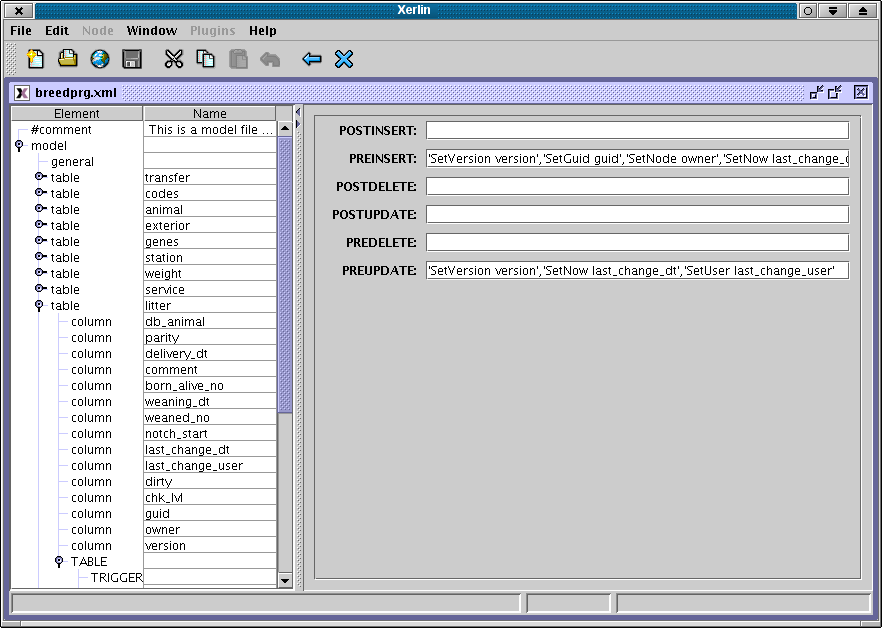 Xerlin
File Edit Node Window Plugins Help
breedprg.xml
Element Name
#comment This is a model file ...
model
general
table transfer
table codes
table animal
table exterior
table genes
table station
table weight
table service
table litter
column db_animal
column parity
column delivery_dt
column comment
column born_alive_no
column weaning_dt
column weaned_no
column notch_start
column last_change_dt
column last_change_user
column dirty
column chk_lvl
column guid
column owner
column version
TABLE
TRIGGER
POSTINSERT:
PREINSERT: 'SetVersion version','SetGuid guid','SetNode owner','SetNow last_change_
POSTDELETE:
POSTUPDATE:
PREDELETE:
PREUPDATE: 'SetVersion version','SetNow last_change_dt','SetUser last_change_user'